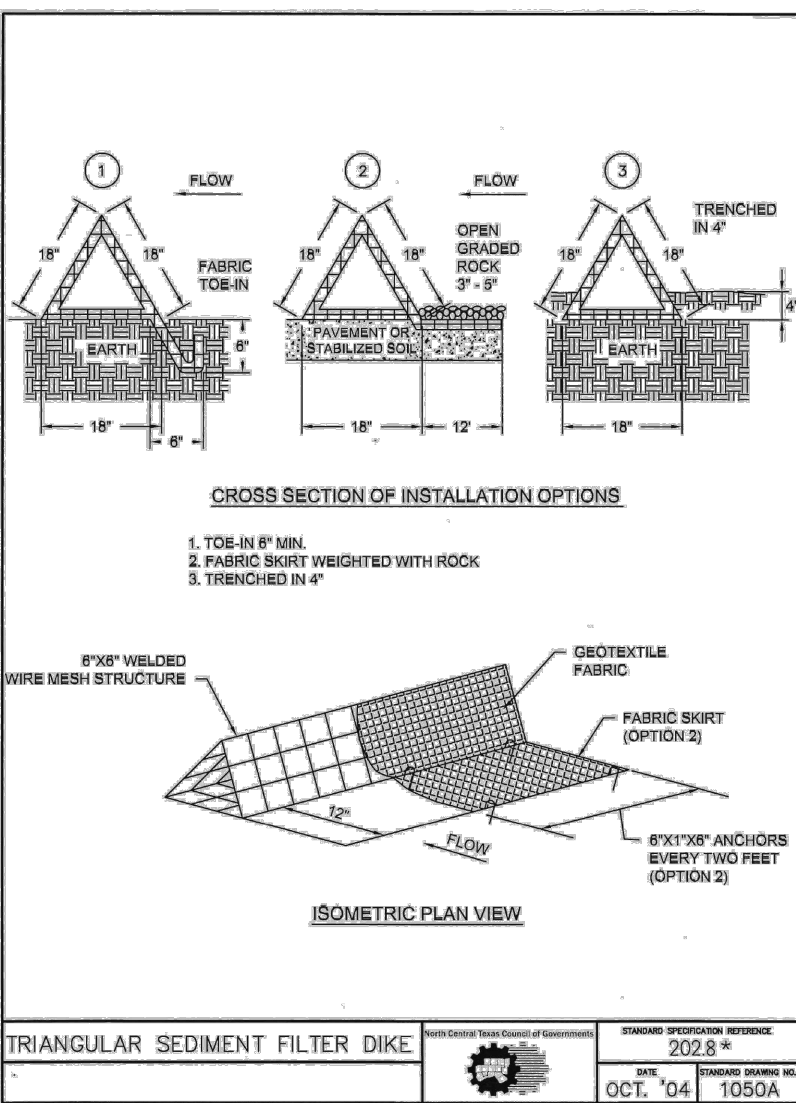 1
FLOW
18"
18"
FABRIC
TOE-IN
EARTH
6"
18"
6"
2
FLOW
18"
18"
OPEN
GRADED
ROCK
3" - 5"
PAVEMENT OR
STABILIZED SOIL
18"
12'
3
TRENCHED
IN 4"
18"
18"
4"
EARTH
18"
CROSS SECTION OF INSTALLATION OPTIONS
1. TOE-IN 6" MIN.
2. FABRIC SKIRT WEIGHTED WITH ROCK
3. TRENCHED IN 4"
6"X6" WELDED
WIRE MESH STRUCTURE
GEOTEXTILE
FABRIC
FABRIC SKIRT
(OPTION 2)
12"
FLOW
6"X1"X6" ANCHORS
EVERY TWO FEET
(OPTION 2)
ISOMETRIC PLAN VIEW
TRIANGULAR SEDIMENT FILTER DIKE
North Central Texas Council of Governments
STANDARD SPECIFICATION REFERENCE
202.8 *
DATE
OCT. '04
STANDARD DRAWING NO.
1050A